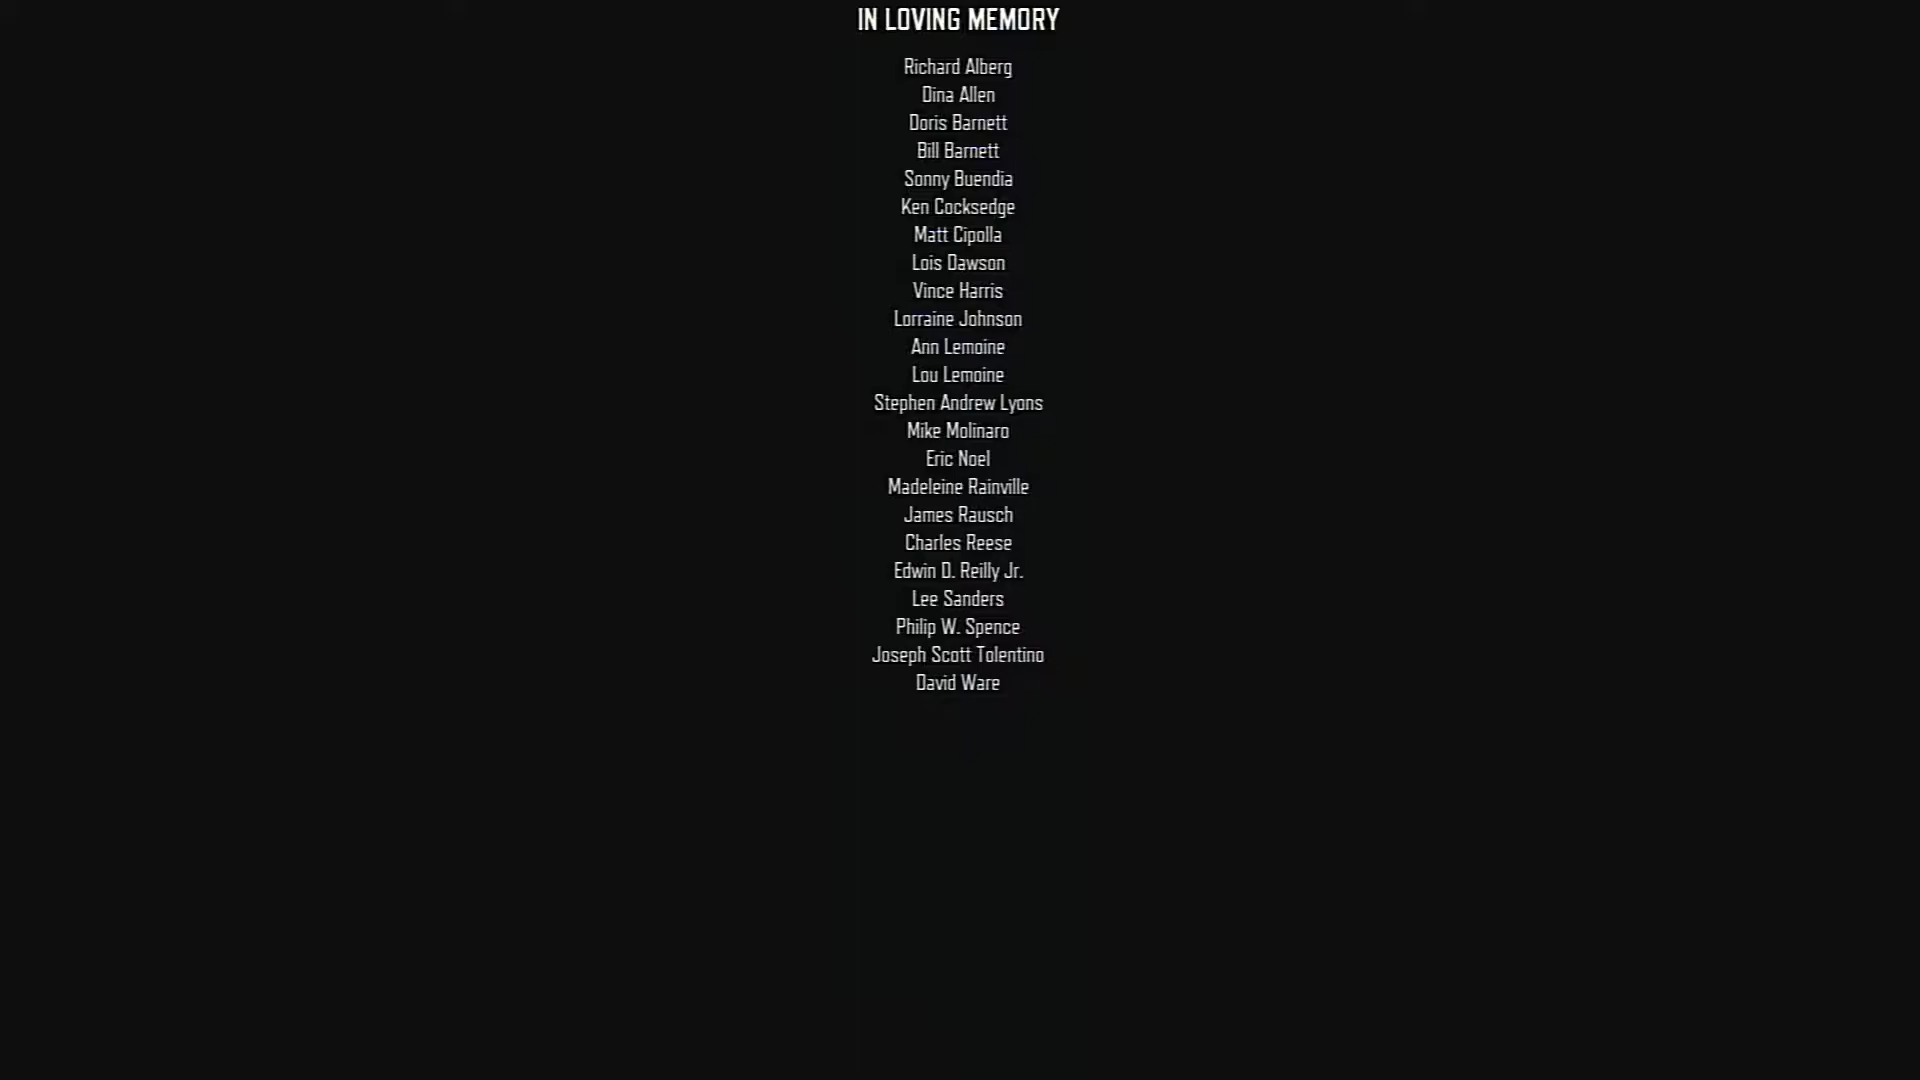 IN LOVING MEMORY
Richard Alberg
Dina Allen
Doris Barnett
Bill Barnett
Sonny Buendia
Ken Cocksedge
Matt Cipolla
Lois Dawson
Vince Harris
Lorraine Johnson
Ann Lemoine
Lou Lemoine
Stephen Andrew Lyons
Mike Molinaro
Eric Noel
Madeleine Rainville
James Rausch
Charles Reese
Edwin D. Reilly Jr.
Lee Sanders
Philip W. Spence
Joseph Scott Tolentino
David Ware